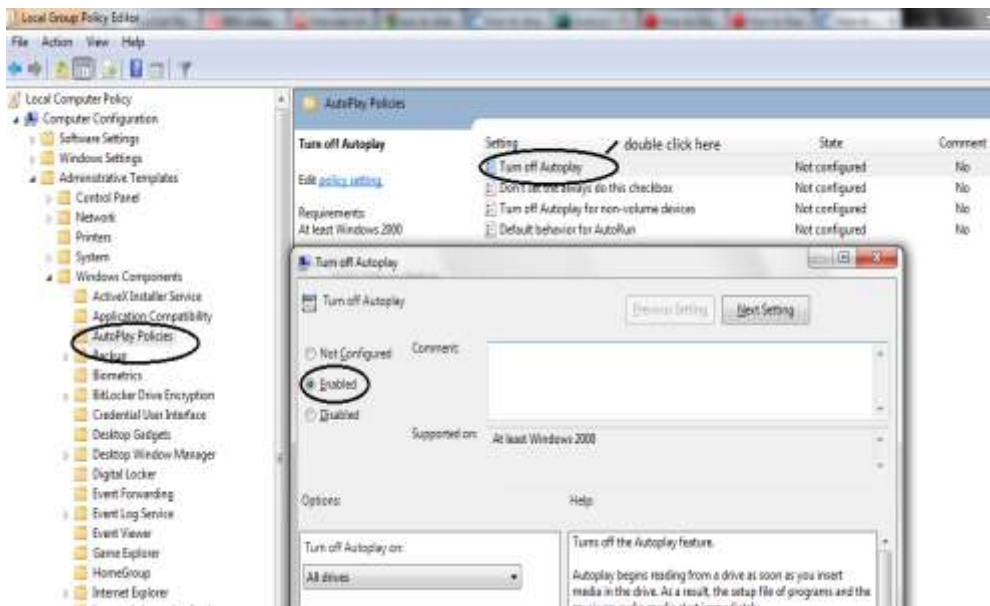 Local Group Policy Editor
File Action View Help
Local Computer Policy
Computer Configuration
Software Settings
Windows Settings
Administrative Templates
Control Panel
Network
Printers
System
Windows Components
ActiveX Installer Service
Application Compatibility
AutoPlay Policies
Backup
Biometrics
BitLocker Drive Encryption
Credential User Interface
Desktop Gadgets
Desktop Window Manager
Digital Locker
Event Forwarding
Event Log Service
Event Viewer
Game Explorer
HomeGroup
Internet Explorer
AutoPlay Policies
Turn off Autoplay
Edit policy setting
Requirements:
At least Windows 2000
Setting State Comment
double click here
Turn off Autoplay Not configured No
Don't set the always do this checkbox Not configured No
Turn off Autoplay for non-volume devices Not configured No
Default behavior for AutoRun Not configured No
Turn off Autoplay
Turn off Autoplay
Previous Setting Next Setting
Not Configured Comment:
Enabled
Disabled
Supported on: At least Windows 2000
Options: Help:
Turn off Autoplay on:
All drives
Turns off the Autoplay feature.
Autoplay begins reading from a drive as soon as you insert
media in the drive. As a result, the setup file of programs and the